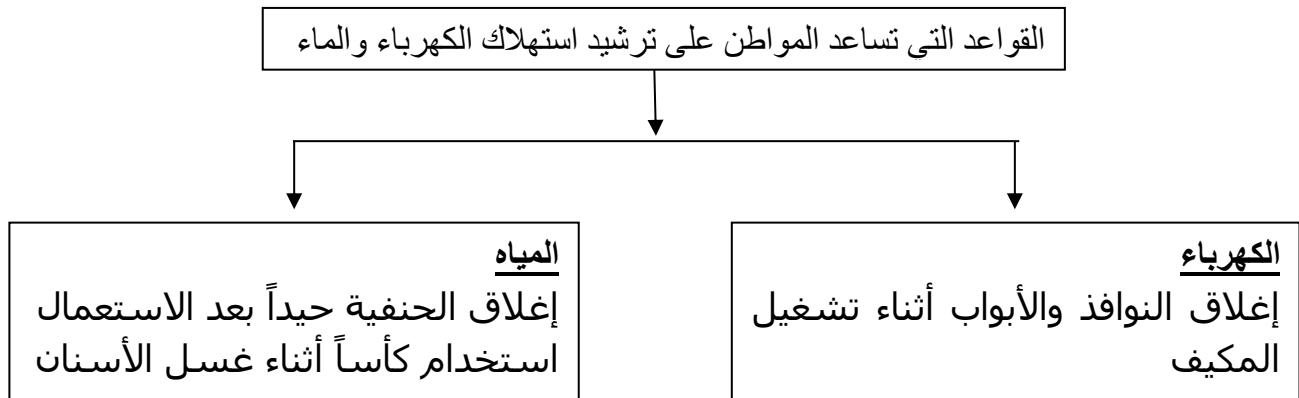 القواعد التي تساعد المواطن على ترشيد استهلاك الكهرباء والماء
الكهرباء
إغلاق النوافذ والأبواب أثناء تشغيل
المكيف
المياه
إغلاق الحنفية حيداً بعد الاستعمال
استخدام كأساً أثناء غسل الأسنان